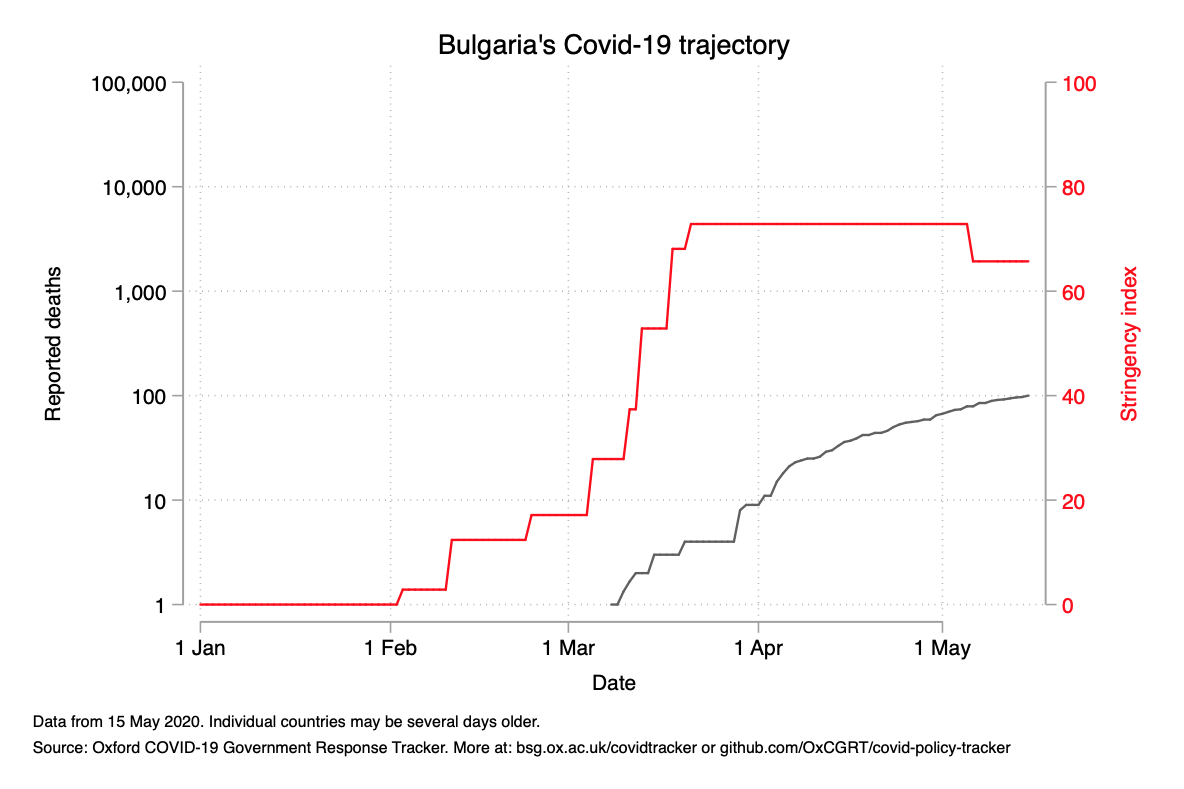 Bulgaria's Covid-19 trajectory
100,000
10,000
1,000
100
10
1
Reported deaths
100
80
60
40
20
0
Stringency index
1 Jan
1 Feb
1 Mar
1 Apr
1 May
Date
Data from 15 May 2020. Individual countries may be several days older.
Source: Oxford COVID-19 Government Response Tracker. More at: bsg.ox.ac.uk/covidtracker or github.com/OxCGRT/covid-policy-tracker